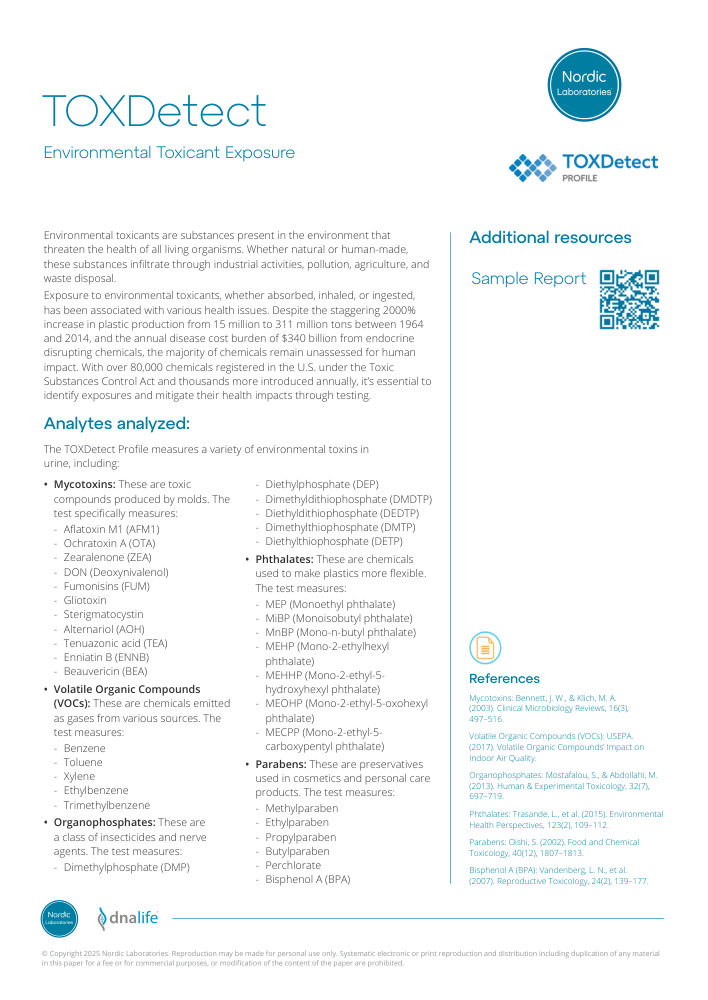 Nordic
Laboratories
TOXDetect
Environmental Toxicant Exposure
TOXDetect
PROFILE
Environmental toxicants are substances present in the environment that
threaten the health of all living organisms. Whether natural or human-made,
these substances infiltrate through industrial activities, pollution, agriculture, and
waste disposal.
Exposure to environmental toxicants, whether absorbed, inhaled, or ingested,
has been associated with various health issues. Despite the staggering 2000%
increase in plastic production from 15 million to 311 million tons between 1964
and 2014, and the annual disease cost burden of $340 billion from endocrine
disrupting chemicals, the majority of chemicals remain unassessed for human
impact. With over 80,000 chemicals registered in the U.S. under the Toxic
Substances Control Act and thousands more introduced annually, it's essential to
identify exposures and mitigate their health impacts through testing.
Analytes analyzed:
The TOXDetect Profile measures a variety of environmental toxins in
urine, including:
• Mycotoxins: These are toxic
compounds produced by molds. The
test specifically measures:
- Aflatoxin M1 (AFM1)
- Ochratoxin A (OTA)
- Zearalenone (ZEA)
- DON (Deoxynivalenol)
- Fumonisins (FUM)
- Gliotoxin
- Sterigmatocystin
- Alternariol (AOH)
- Tenuazonic acid (TEA)
- Enniatin B (ENNB)
- Beauvericin (BEA)
• Volatile Organic Compounds
(VOCs): These are chemicals emitted
as gases from various sources. The
test measures:
- Benzene
- Toluene
- Xylene
- Ethylbenzene
- Trimethylbenzene
• Organophosphates: These are
a class of insecticides and nerve
agents. The test measures:
- Dimethylphosphate (DMP)
- Diethylphosphate (DEP)
- Dimethyldithiophosphate (DMDTP)
- Diethyldithiophosphate (DEDTP)
- Dimethylthiophosphate (DMTP)
- Diethylthiophosphate (DETP)
• Phthalates: These are chemicals
used to make plastics more flexible.
The test measures:
- MEP (Monoethyl phthalate)
- MiBP (Monoisobutyl phthalate)
- MnBP (Mono-n-butyl phthalate)
- MEHP (Mono-2-ethylhexyl
phthalate)
- MEHHP (Mono-2-ethyl-5-
hydroxyhexyl phthalate)
- MEOHP (Mono-2-ethyl-5-oxohexyl
phthalate)
- MECPP (Mono-2-ethyl-5-
carboxypentyl phthalate)
• Parabens: These are preservatives
used in cosmetics and personal care
products. The test measures:
- Methylparaben
- Ethylparaben
- Propylparaben
- Butylparaben
- Perchlorate
- Bisphenol A (BPA)
Additional resources
Sample Report
References
Mycotoxins: Bennett, J. W., & Klich, M. A.
(2003). Clinical Microbiology Reviews, 16(3),
497–516.
Volatile Organic Compounds (VOCs): USEPA.
(2017). Volatile Organic Compounds' Impact on
Indoor Air Quality.
Organophosphates: Mostafalou, S., & Abdollahi, M.
(2013). Human & Experimental Toxicology, 32(7),
697–719.
Phthalates: Trasande, L., et al. (2015). Environmental
Health Perspectives, 123(2), 109–112.
Parabens: Oishi, S. (2002). Food and Chemical
Toxicology, 40(12), 1807–1813.
Bisphenol A (BPA): Vandenberg, L. N., et al.
(2007). Reproductive Toxicology, 24(2), 139–177.
Nordic
Laboratories
dnalife
© Copyright 2025 Nordic Laboratories. Reproduction may be made for personal use only. Systematic electronic or print reproduction and distribution including duplication of any material
in this paper for a fee or for commercial purposes, or modification of the content of the paper are prohibited.